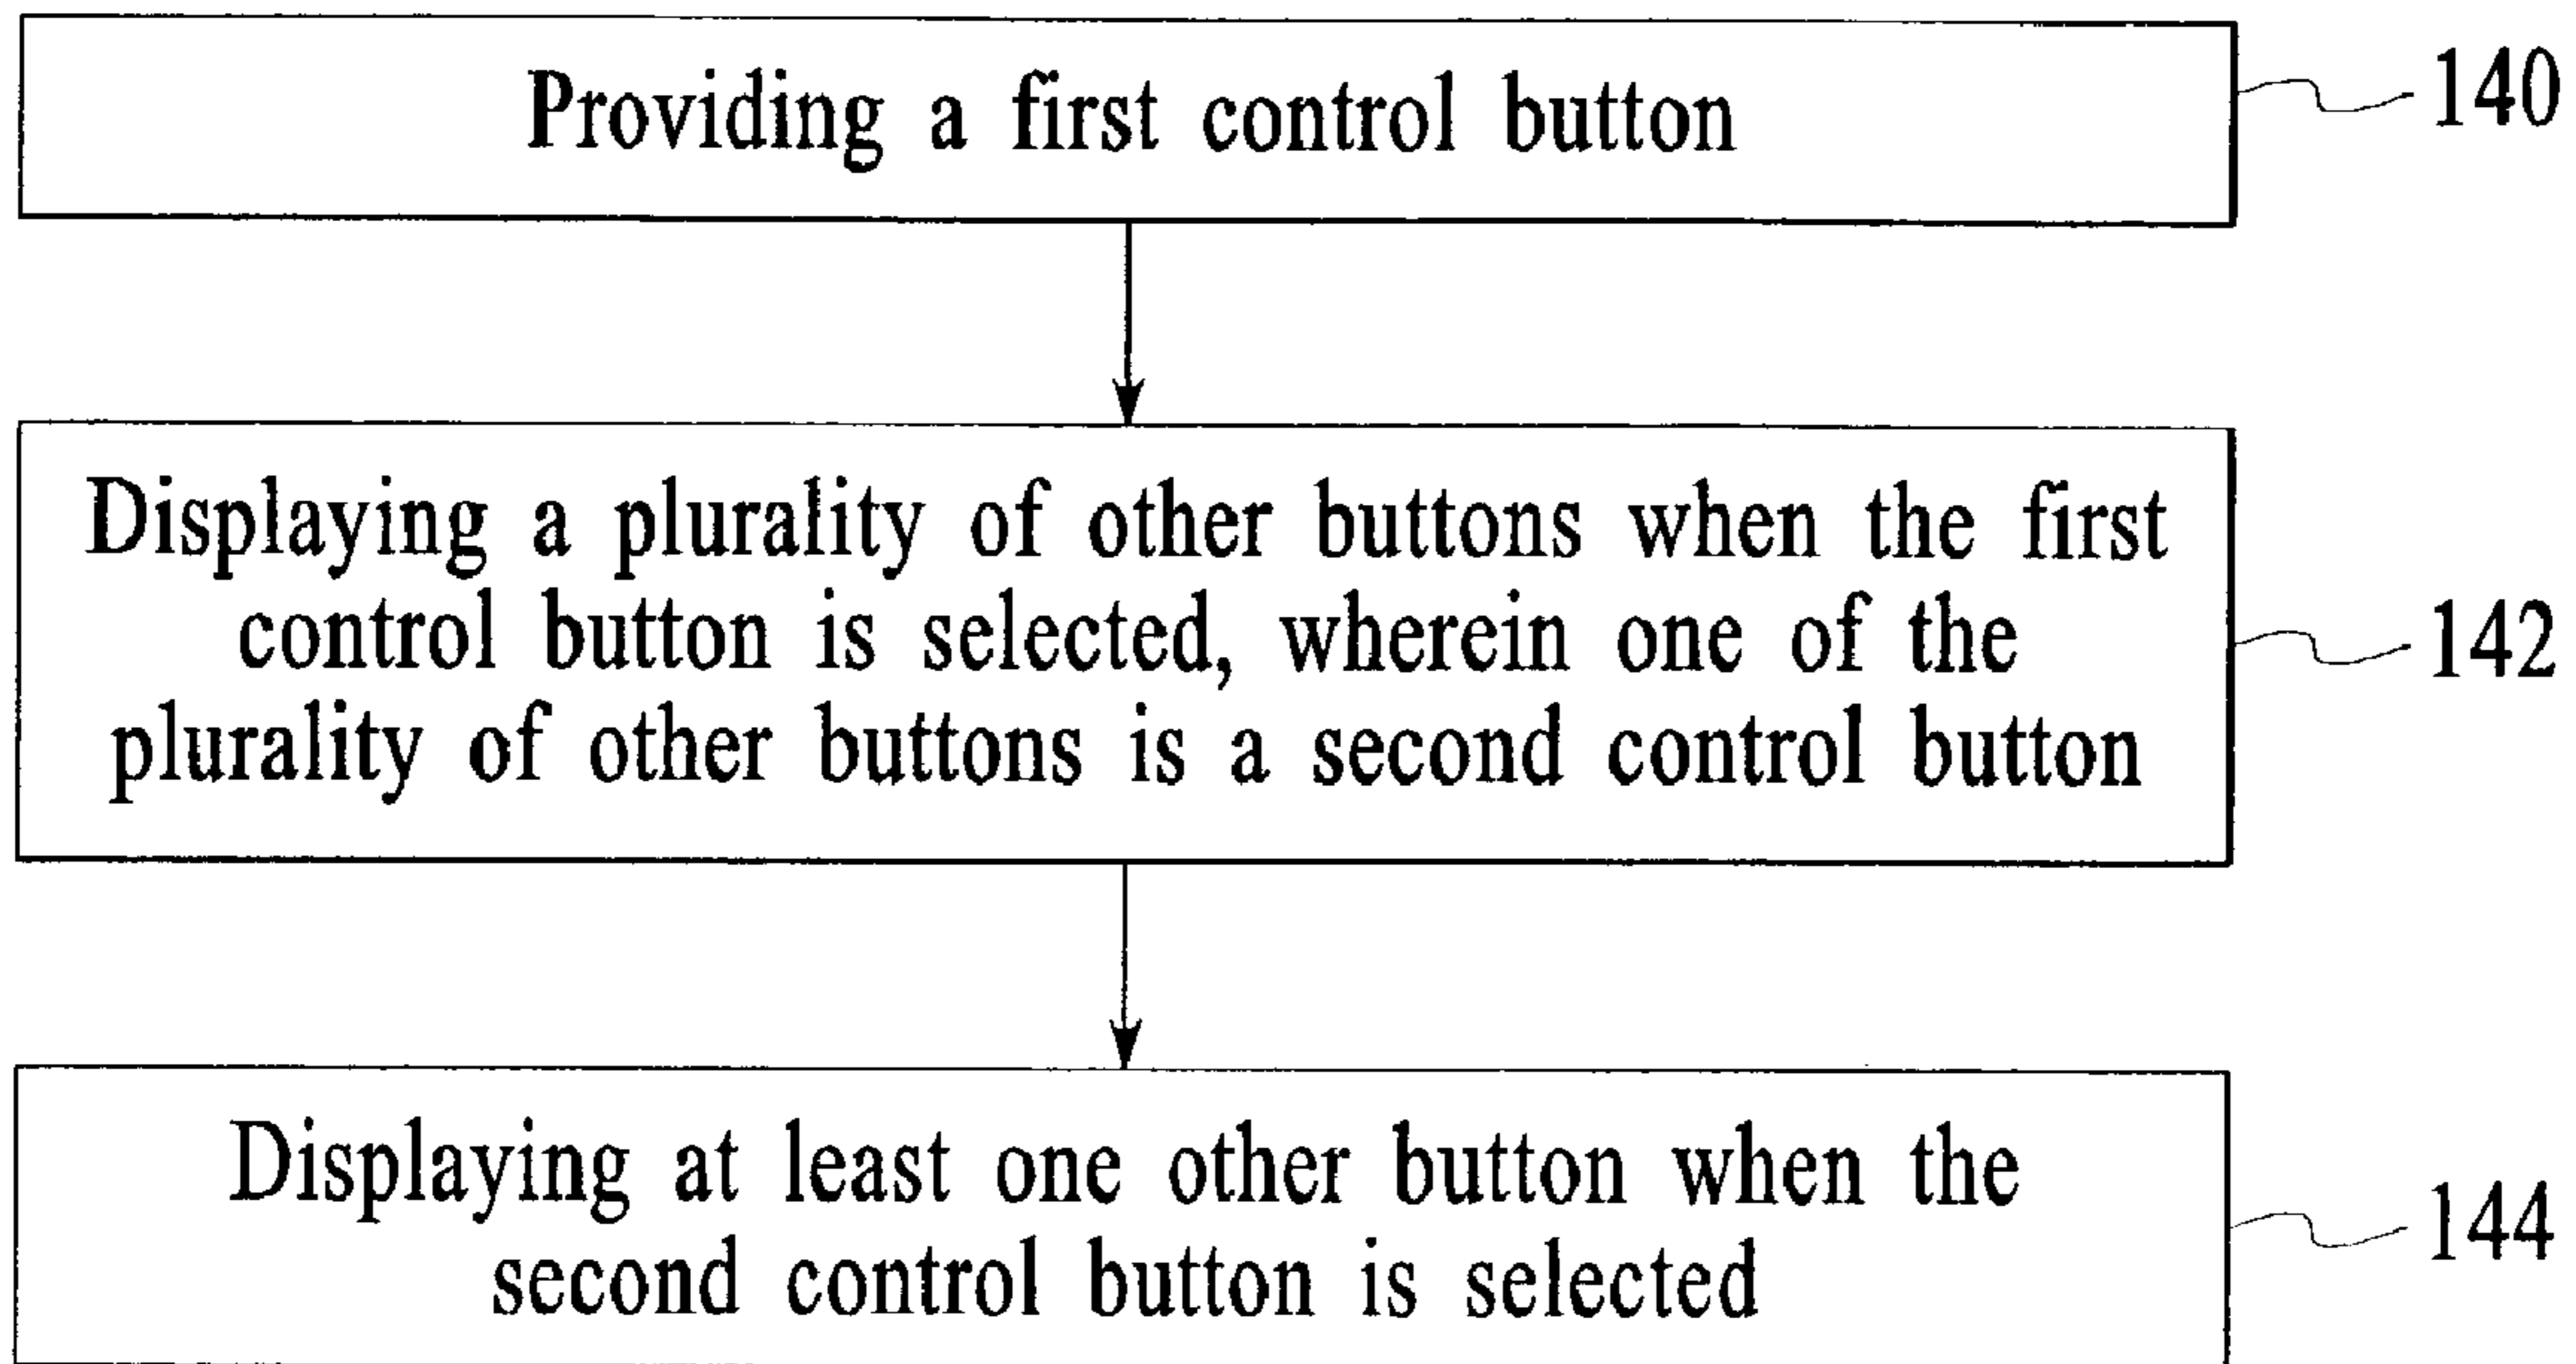 Providing a first control button
140
Displaying a plurality of other buttons when the first
control button is selected, wherein one of the
plurality of other buttons is a second control button
142
Displaying at least one other button when the
second control button is selected
144